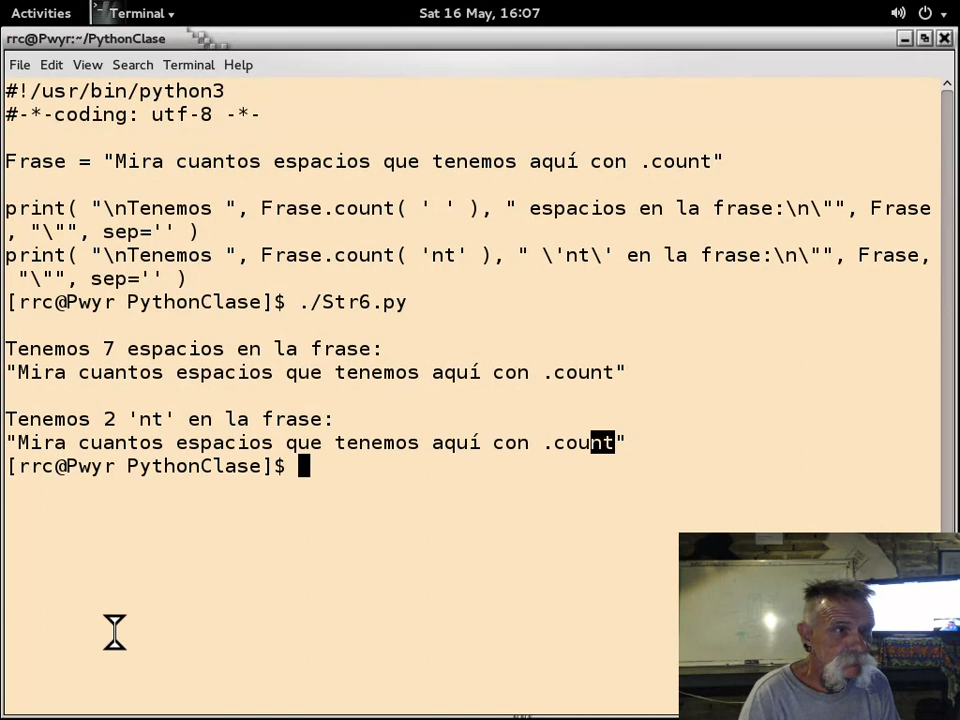 Activities Terminal Sat 16 May, 16:07
rrc@Pwyr:~/PythonClase
File Edit View Search Terminal Help
#!/usr/bin/python3
#-*-coding: utf-8 -*-
Frase = "Mira cuantos espacios que tenemos aquí con .count"
print( "\nTenemos ", Frase.count( ' ' ), " espacios en la frase:\n\"", Frase
, "\"", sep='' )
print( "\nTenemos ", Frase.count( 'nt' ), " \'nt\' en la frase:\n\"", Frase,
"\"", sep='' )
[rrc@Pwyr PythonClase]$ ./Str6.py
Tenemos 7 espacios en la frase:
"Mira cuantos espacios que tenemos aquí con .count"
Tenemos 2 'nt' en la frase:
"Mira cuantos espacios que tenemos aquí con .count"
[rrc@Pwyr PythonClase]$